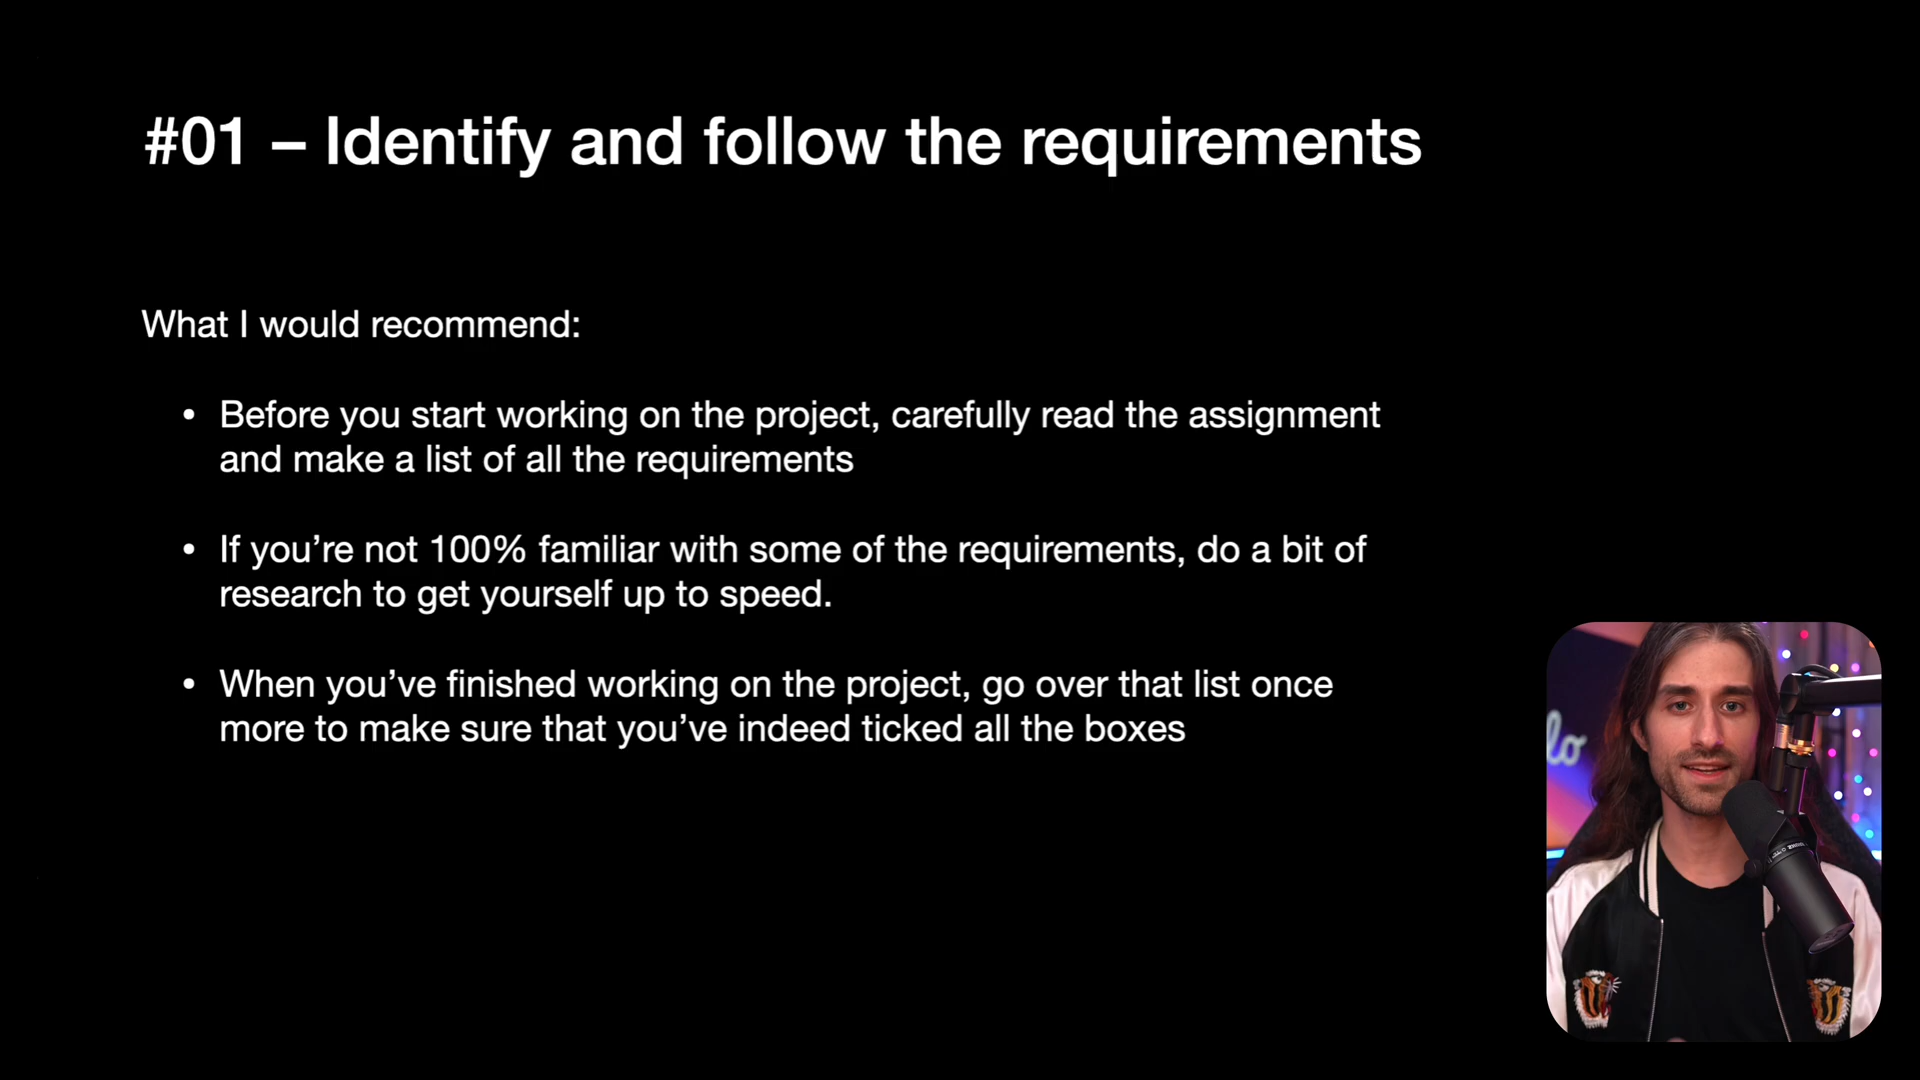 #01 – Identify and follow the requirements
What I would recommend:
• Before you start working on the project, carefully read the assignment
and make a list of all the requirements
• If you’re not 100% familiar with some of the requirements, do a bit of
research to get yourself up to speed.
• When you’ve finished working on the project, go over that list once
more to make sure that you’ve indeed ticked all the boxes
lo